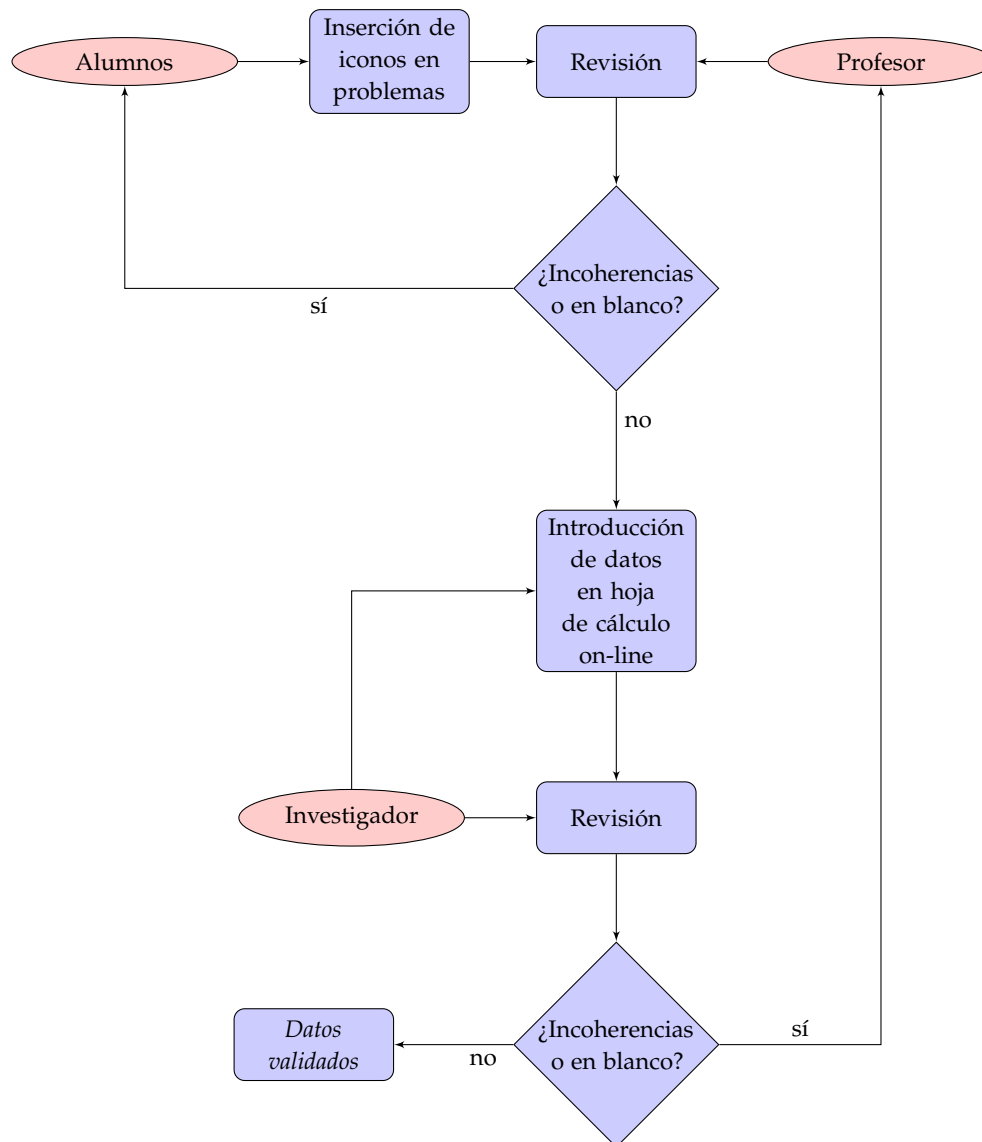 Alumnos
Inserción de
iconos en
problemas
Revisión
Profesor
¿Incoherencias
o en blanco?
sí
no
Introducción
de datos
en hoja
de cálculo
on-line
Investigador
Revisión
¿Incoherencias
o en blanco?
sí
no
Datos
validados